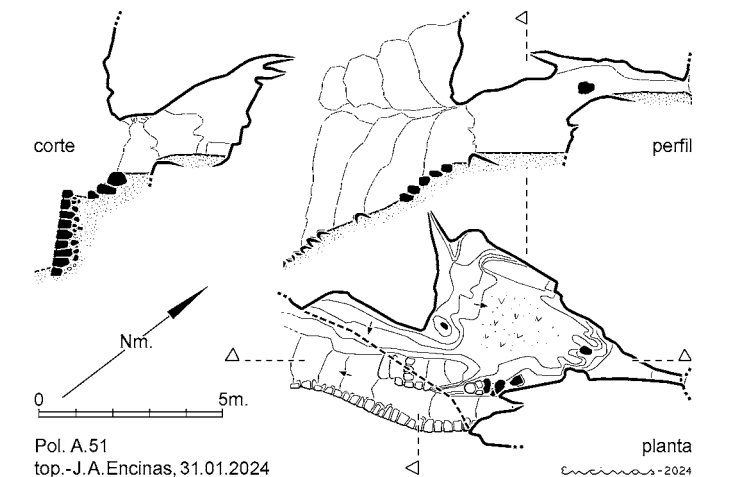 corte
perfil
Nm.
0 5m.
Pol. A.51
top.-J.A.Encinas, 31.01.2024
planta
Encinas-2024